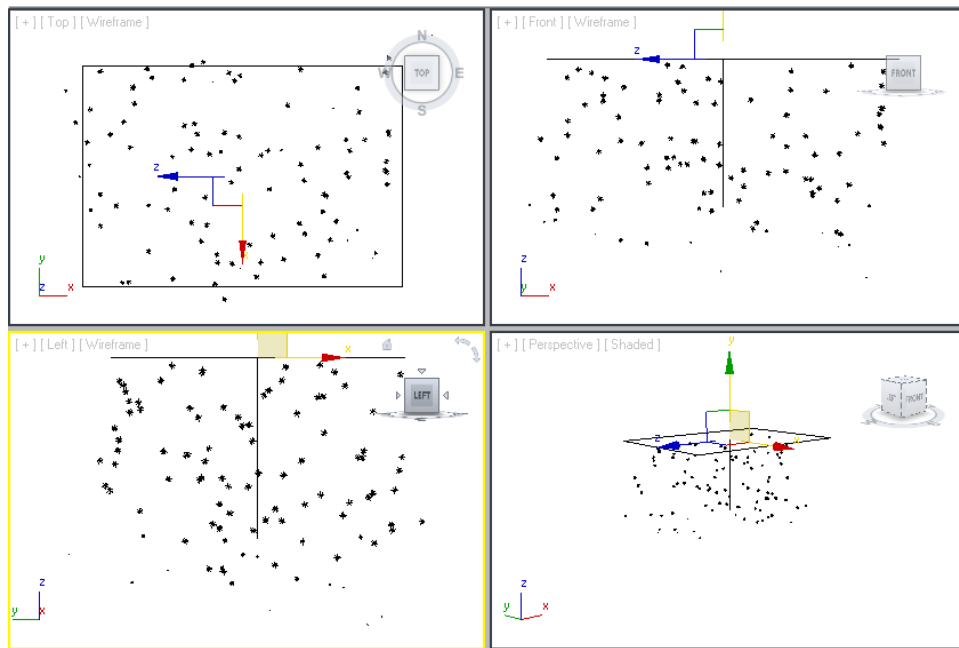 [ + ] [ Top ] [ Wireframe ]
N
W
TOP
E
S
z
y
z
x
[ + ] [ Front ] [ Wireframe ]
z
FRONT
z
y
x
[ + ] [ Left ] [ Wireframe ]
x
LEFT
z
y
x
[ + ] [ Perspective ] [ Shaded ]
y
FRONT
z
x
z
y
x